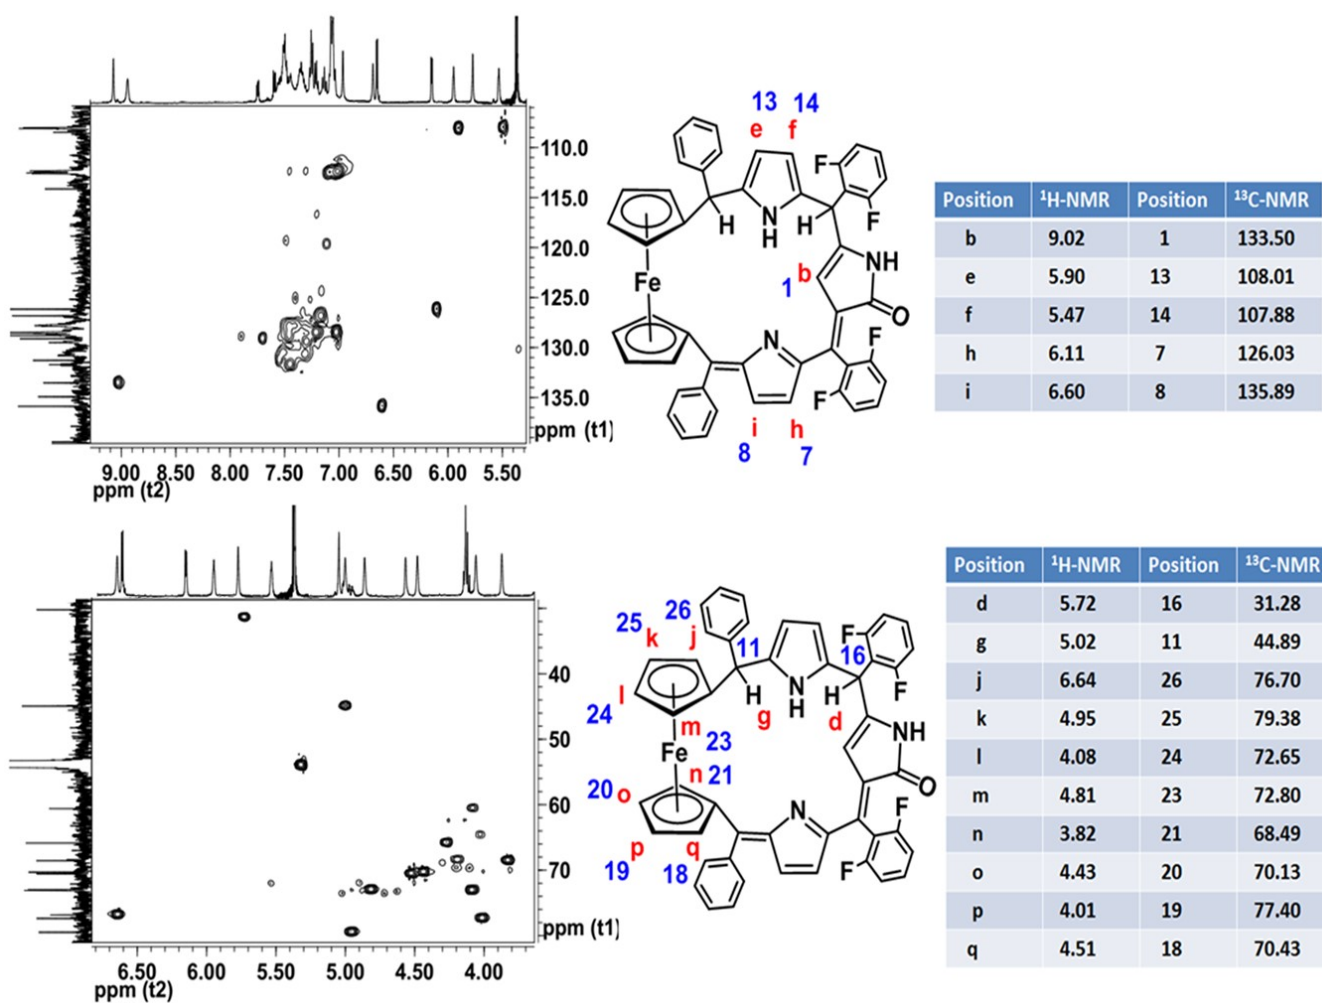 110.0
115.0
120.0
125.0
130.0
135.0
ppm (t1)
9.00 8.50 8.00 7.50 7.00 6.50 6.00 5.50
ppm (t2)
13 14
e f
F
F
H
N
H
H
Fe
b
1
NH
O
N
F
F
i h
8 7
Position 1H-NMR Position 13C-NMR
b 9.02 1 133.50
e 5.90 13 108.01
f 5.47 14 107.88
h 6.11 7 126.03
i 6.60 8 135.89
40
50
60
70
ppm (t1)
6.50 6.00 5.50 5.00 4.50 4.00
ppm (t2)
26
25
k j
11
16
F
F
l
24
H
g
N
H
H
d
m
23
Fe
NH
O
n 21
20 o
N
p q
19 18
F
F
Position 1H-NMR Position 13C-NMR
d 5.72 16 31.28
g 5.02 11 44.89
j 6.64 26 76.70
k 4.95 25 79.38
l 4.08 24 72.65
m 4.81 23 72.80
n 3.82 21 68.49
o 4.43 20 70.13
p 4.01 19 77.40
q 4.51 18 70.43